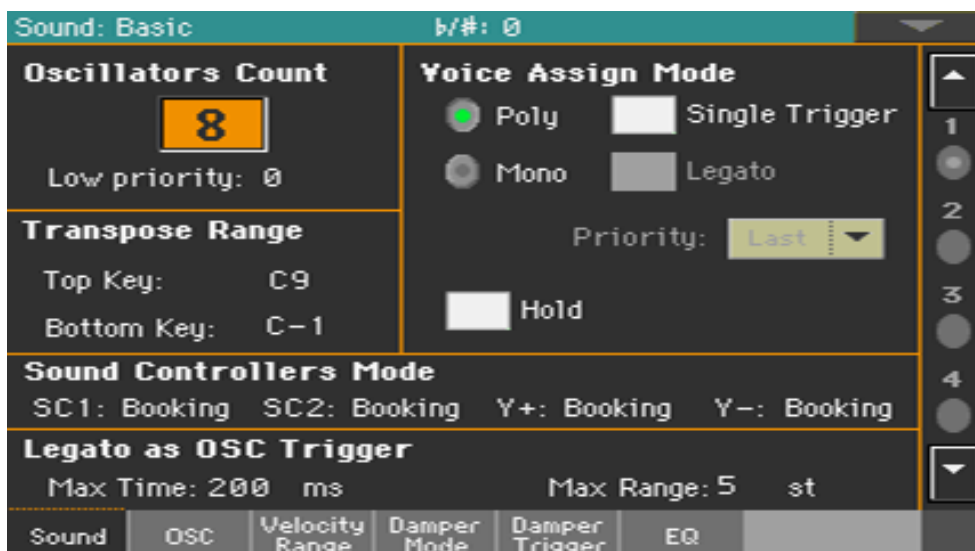 Sound: Basic ♭/#: 0
Oscillators Count
8
Low priority: 0
Transpose Range
Top Key: C9
Bottom Key: C-1
Voice Assign Mode
Poly Single Trigger
Mono Legato
Priority: Last
Hold
Sound Controllers Mode
SC1: Booking SC2: Booking Y+: Booking Y-: Booking
Legato as OSC Trigger
Max Time: 200 ms Max Range: 5 st
1
2
3
4
Sound OSC Velocity Range Damper Mode Damper Trigger EQ